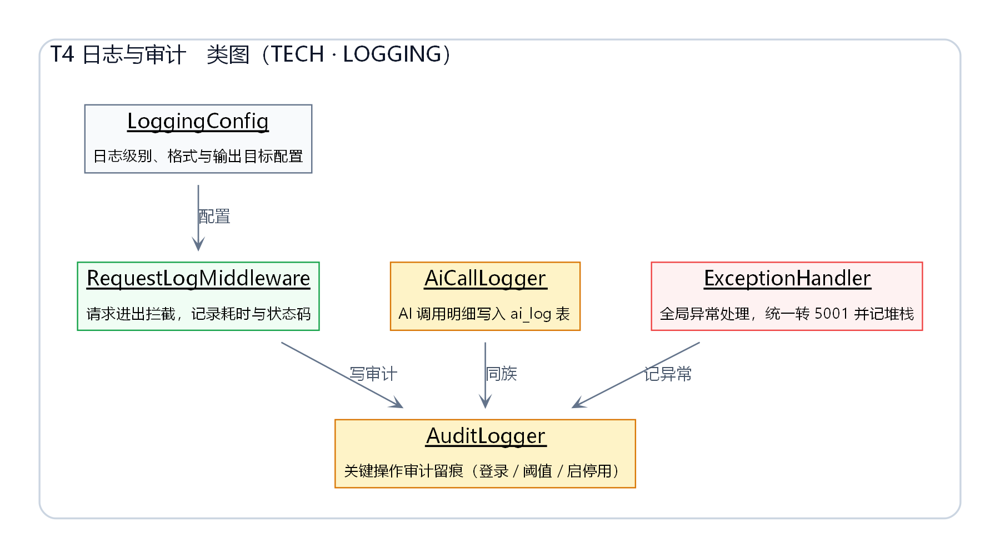 T4 日志与审计　类图（TECH · LOGGING）
LoggingConfig
日志级别、格式与输出目标配置
配置
RequestLogMiddleware
请求进出拦截，记录耗时与状态码
AiCallLogger
AI 调用明细写入 ai_log 表
ExceptionHandler
全局异常处理，统一转 5001 并记堆栈
写审计
同族
记异常
AuditLogger
关键操作审计留痕（登录 / 阈值 / 启停用）